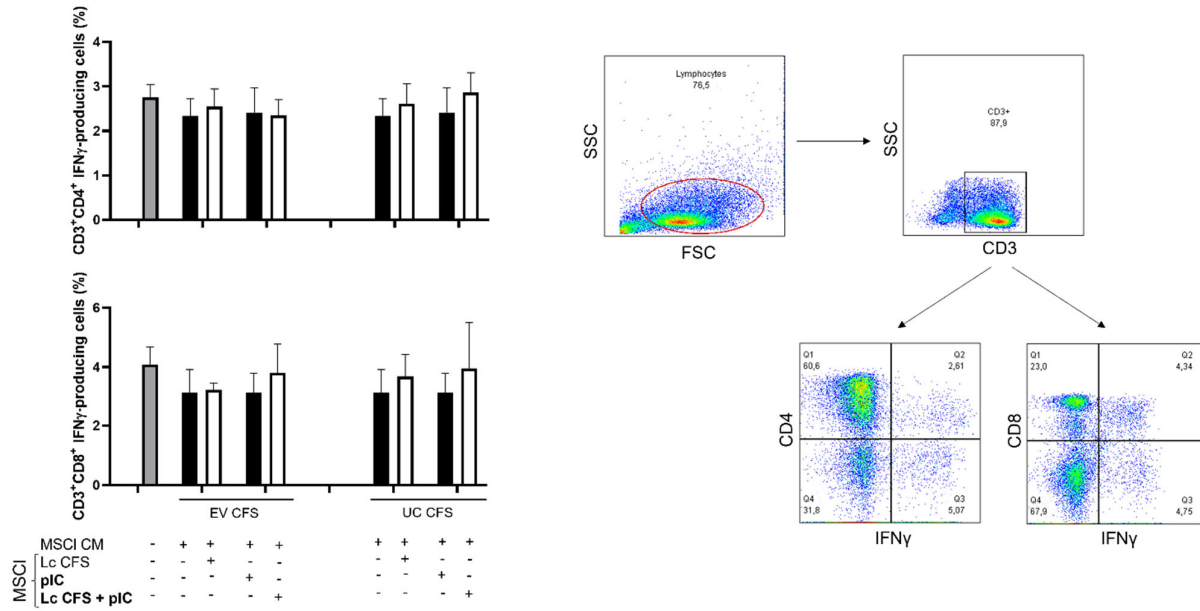 CD3+CD4+ IFNγ-producing cells (%)
4
3
2
1
0
CD3+CD8+ IFNγ-producing cells (%)
6
4
2
0
EV CFS
UC CFS
MSCI CM - + + + + + + + +
MSCI
Lc CFS - - + - - - + - -
pIC - - - + - - - + -
Lc CFS + pIC - - - - + - - - +
Lymphocytes
76,5
SSC
FSC
CD3+
87,9
SSC
CD3
Q1
60,6
Q2
2,61
CD4
Q4
31,8
Q3
5,07
IFNγ
Q1
23,0
Q2
4,34
CD8
Q4
67,9
Q3
4,75
IFNγ